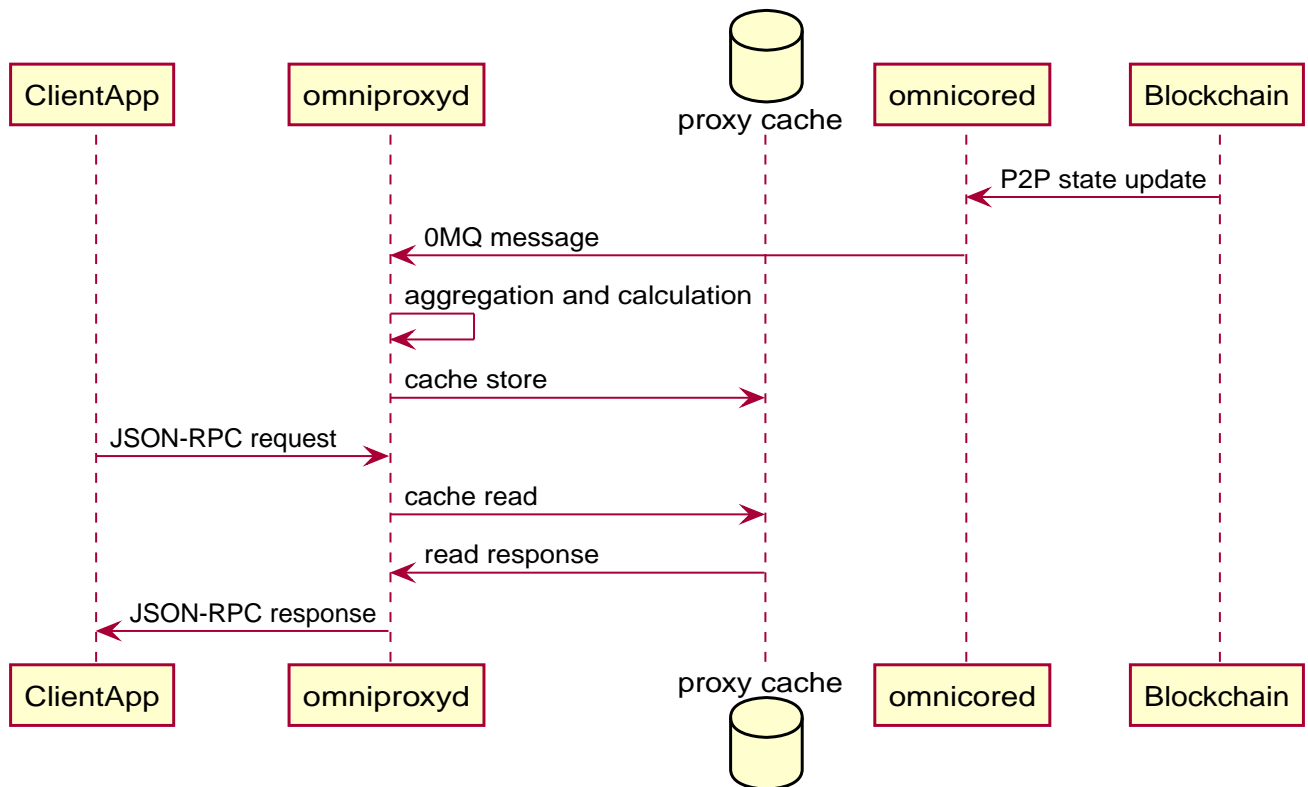 ClientApp
omniproxyd
proxy cache
omnicored
Blockchain
P2P state update
0MQ message
aggregation and calculation
cache store
JSON-RPC request
cache read
read response
JSON-RPC response
ClientApp
omniproxyd
proxy cache
omnicored
Blockchain